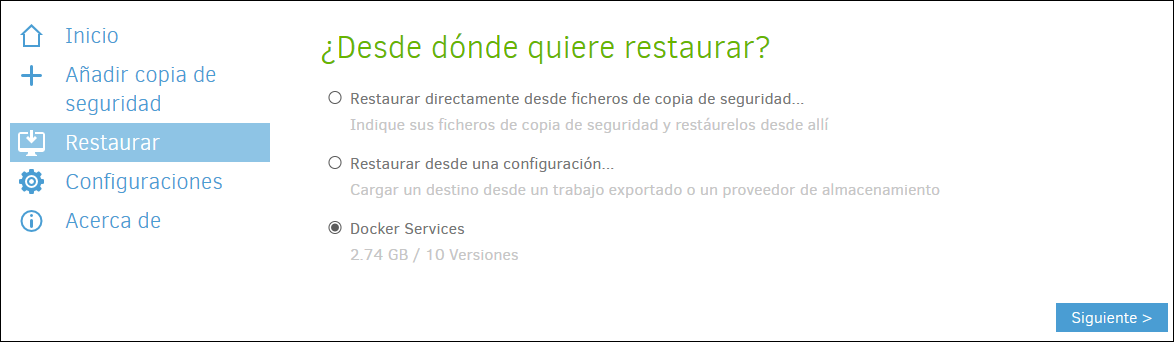 Inicio
Añadir copia de
seguridad
Restaurar
Configuraciones
Acerca de
¿Desde dónde quiere restaurar?
Restaurar directamente desde ficheros de copia de seguridad...
Indique sus ficheros de copia de seguridad y restáurelos desde allí
Restaurar desde una configuración...
Cargar un destino desde un trabajo exportado o un proveedor de almacenamiento
Docker Services
2.74 GB / 10 Versiones
Siguiente >